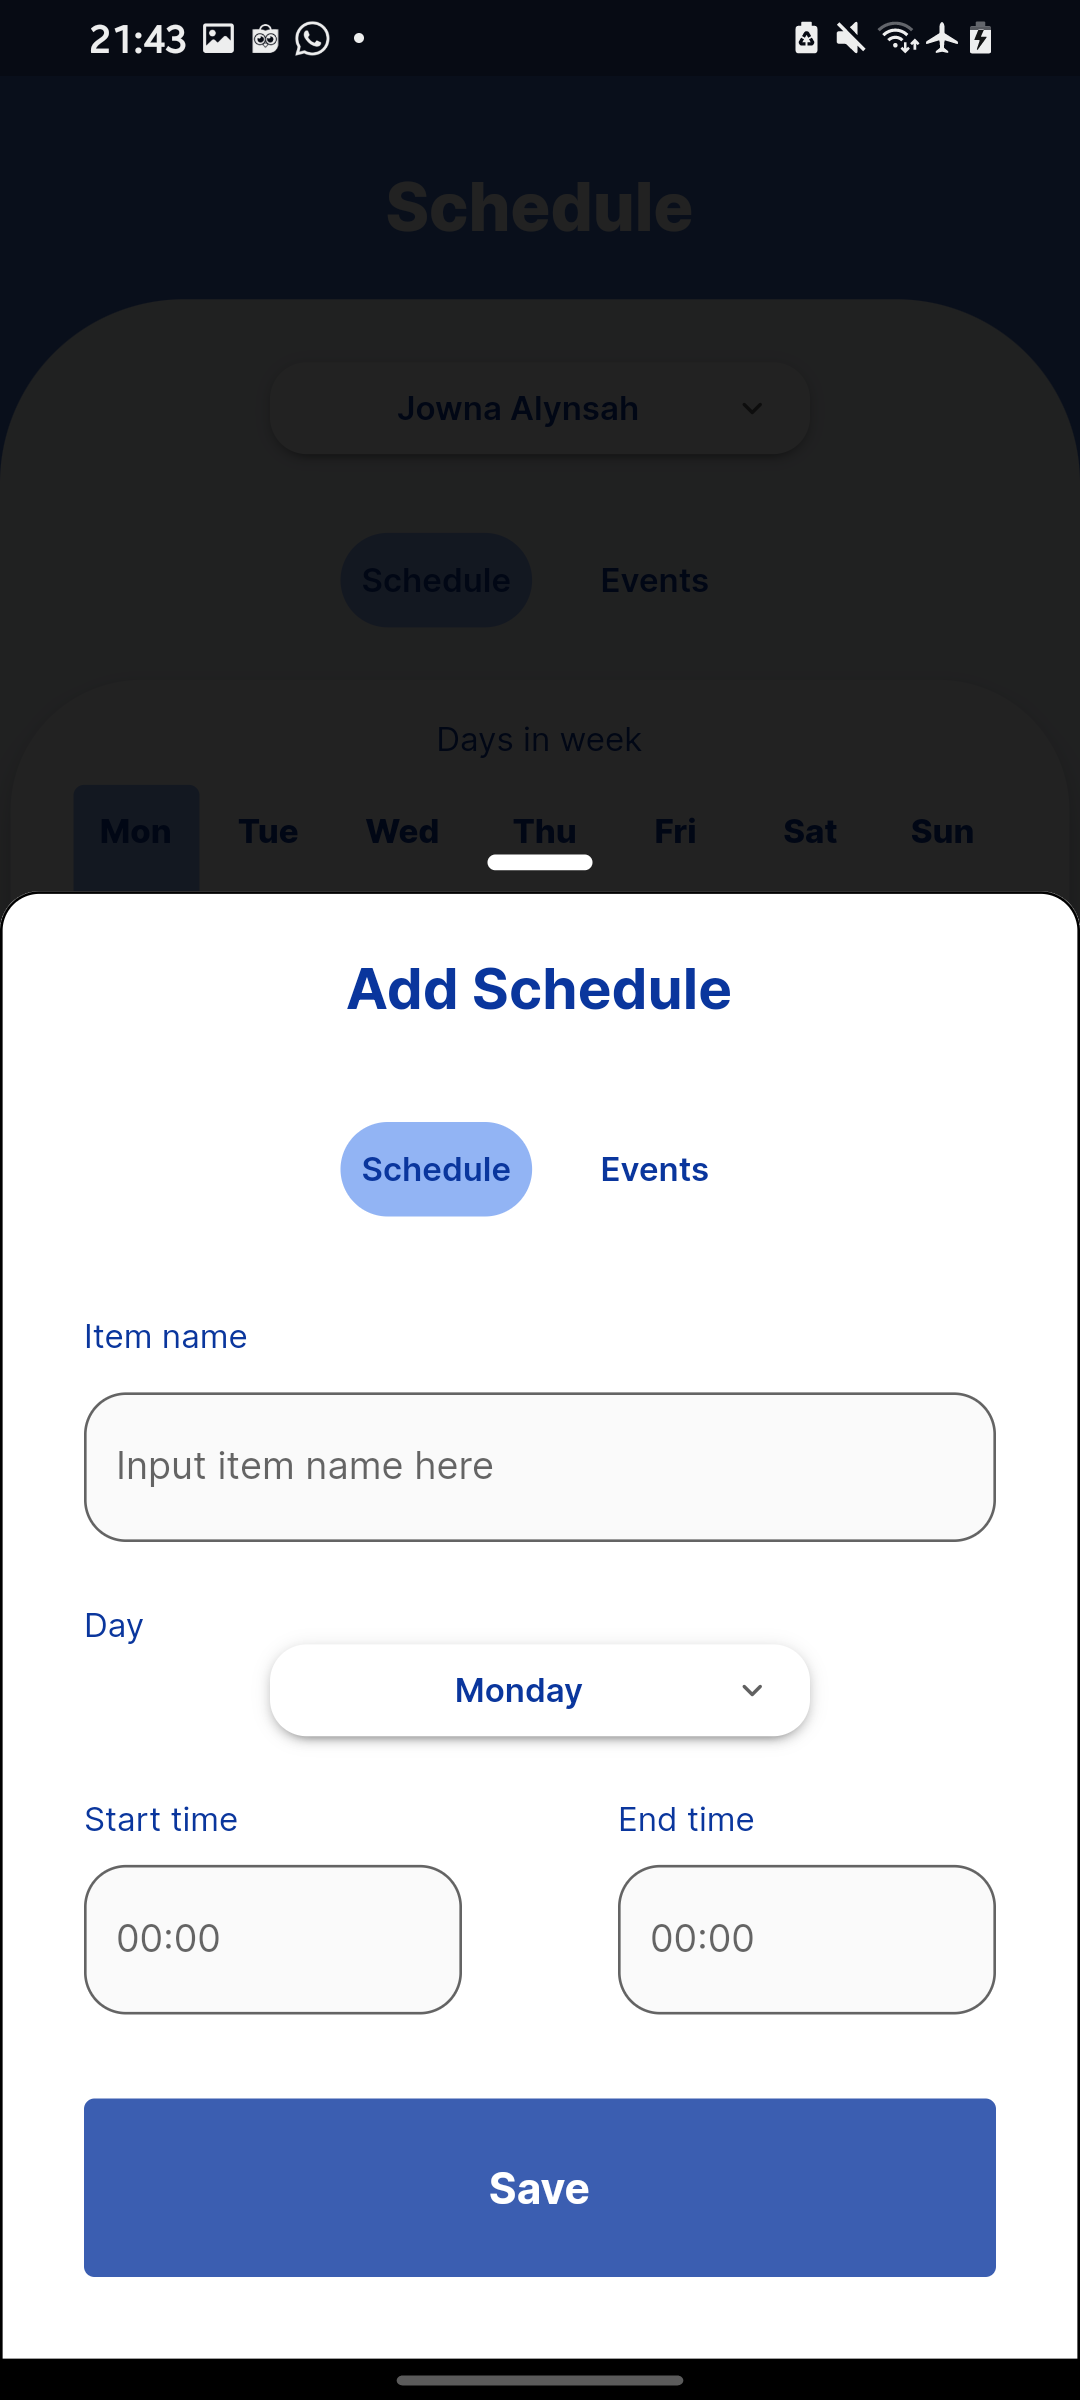 21:43
Schedule
Jowna Alynsah
Schedule Events
Days in week
Mon Tue Wed Thu Fri Sat Sun
Add Schedule
Schedule Events
Item name
Input item name here
Day
Monday
Start time End time
00:00 00:00
Save